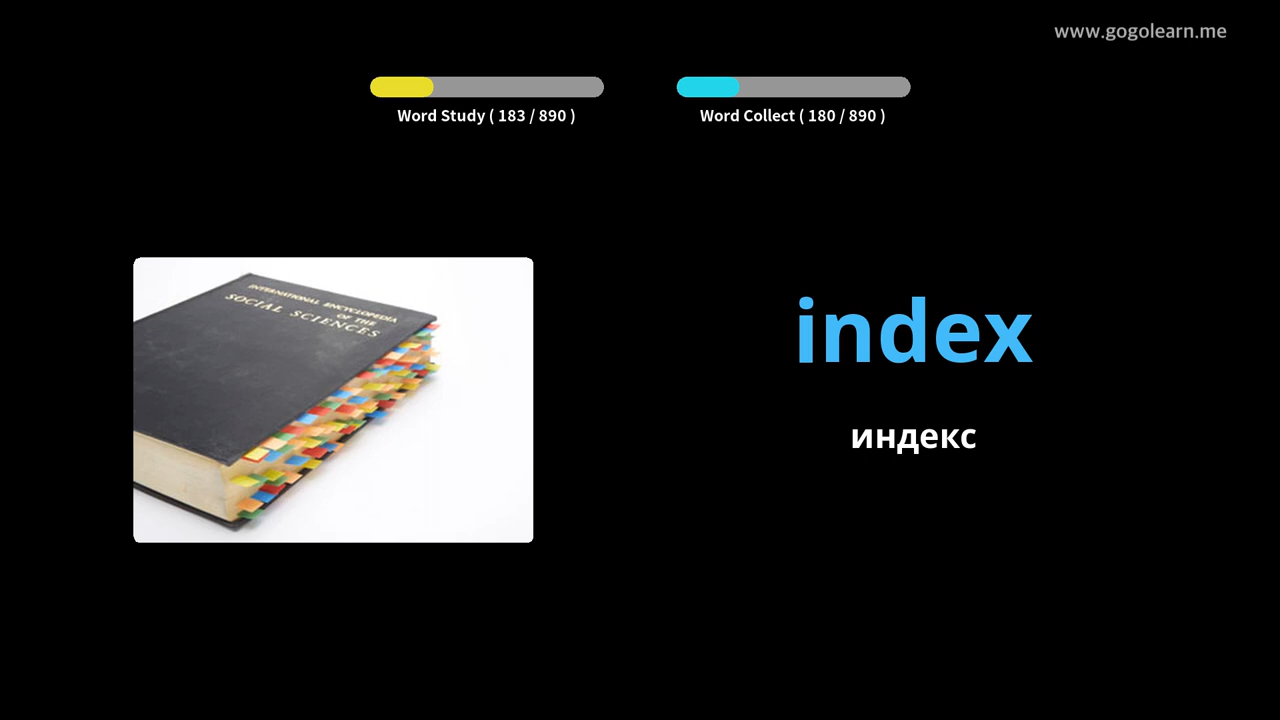 www.gogolearn.me
Word Study ( 183 / 890 )
Word Collect ( 180 / 890 )
INTERNATIONAL ENCYCLOPEDIA
OF THE
SOCIAL SCIENCES
index
индекс